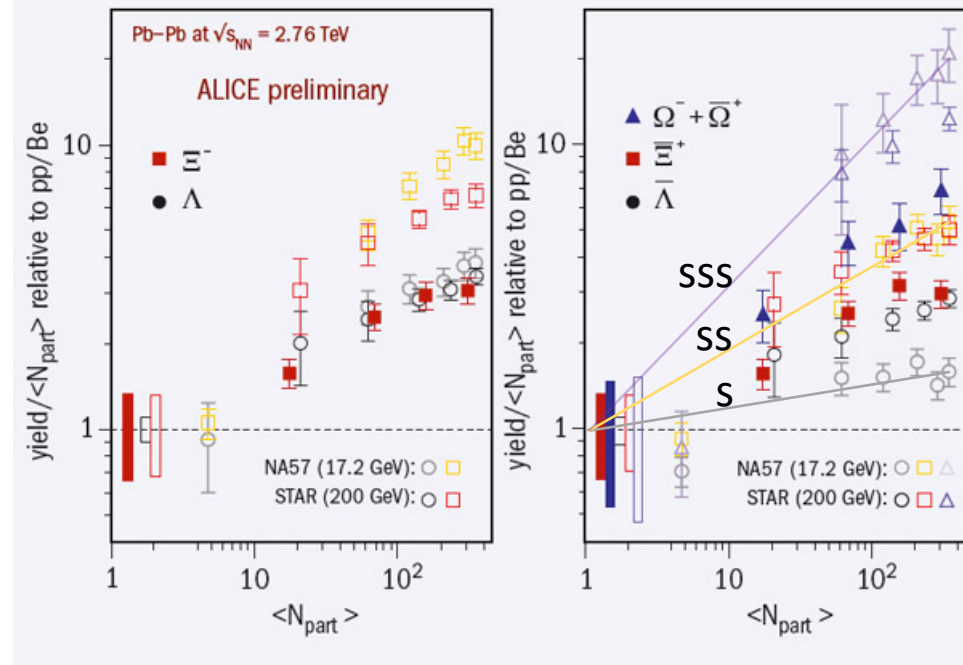 Pb–Pb at √sNN = 2.76 TeV
ALICE preliminary
Ξ⁻
Λ
NA57 (17.2 GeV):
STAR (200 GeV):
yield/<Npart> relative to pp/Be
10
1
1
10
10²
<Npart>
Ω⁻ + Ω̅⁺
Ξ̅⁺
Λ̅
sss
ss
s
NA57 (17.2 GeV):
STAR (200 GeV):
yield/<Npart> relative to pp/Be
10
1
1
10
10²
<Npart>